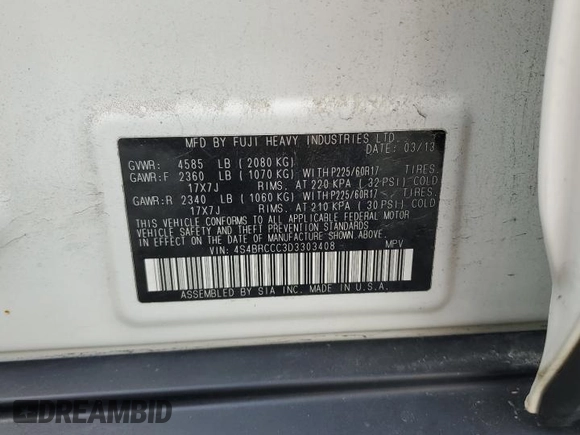 MFD BY FUJI HEAVY INDUSTRIES LTD.
DATE: 03/13
GVWR: 4585 LB ( 2080 KG)
GAWR:F 2360 LB ( 1070 KG) WITH P225/60R17 TIRES.
17X7J RIMS. AT 220 KPA ( 32 PSI) COLD
GAWR:R 2340 LB ( 1060 KG) WITH P225/60R17 TIRES.
17X7J RIMS. AT 210 KPA ( 30 PSI) COLD
THIS VEHICLE CONFORMS TO ALL APPLICABLE FEDERAL MOTOR
VEHICLE SAFETY AND THEFT PREVENTION STANDARDS IN
EFFECT ON THE DATE OF MANUFACTURE SHOWN ABOVE.
VIN: 4S4BRCCC3D3303408 MPV
ASSEMBLED BY SIA INC. MADE IN U.S.A.
DREAMBID